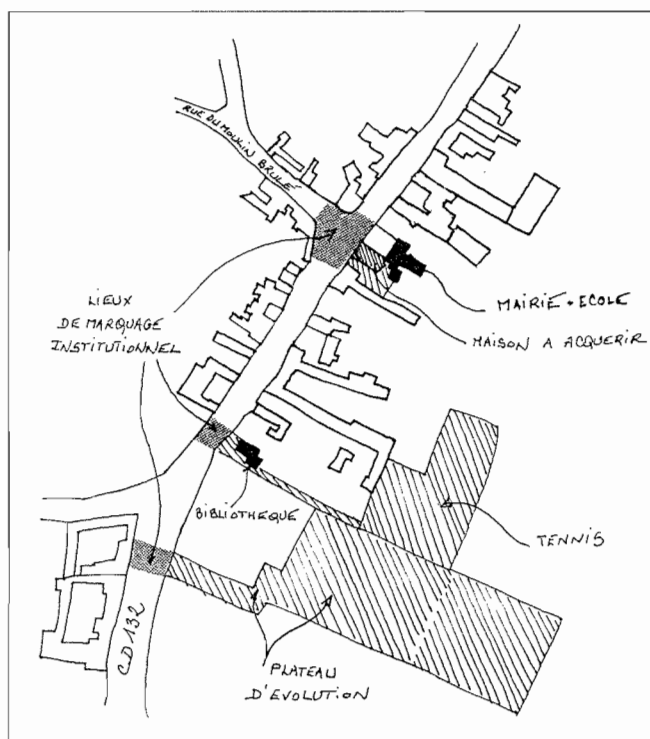 RUE DU MOULIN BRULÉ
LIEUX
DE MARQUAGE
INSTITUTIONNEL
MAIRIE + ECOLE
MAISON A ACQUERIR
BIBLIOTHEQUE
TENNIS
C.D 132
PLATEAU
D'EVOLUTION